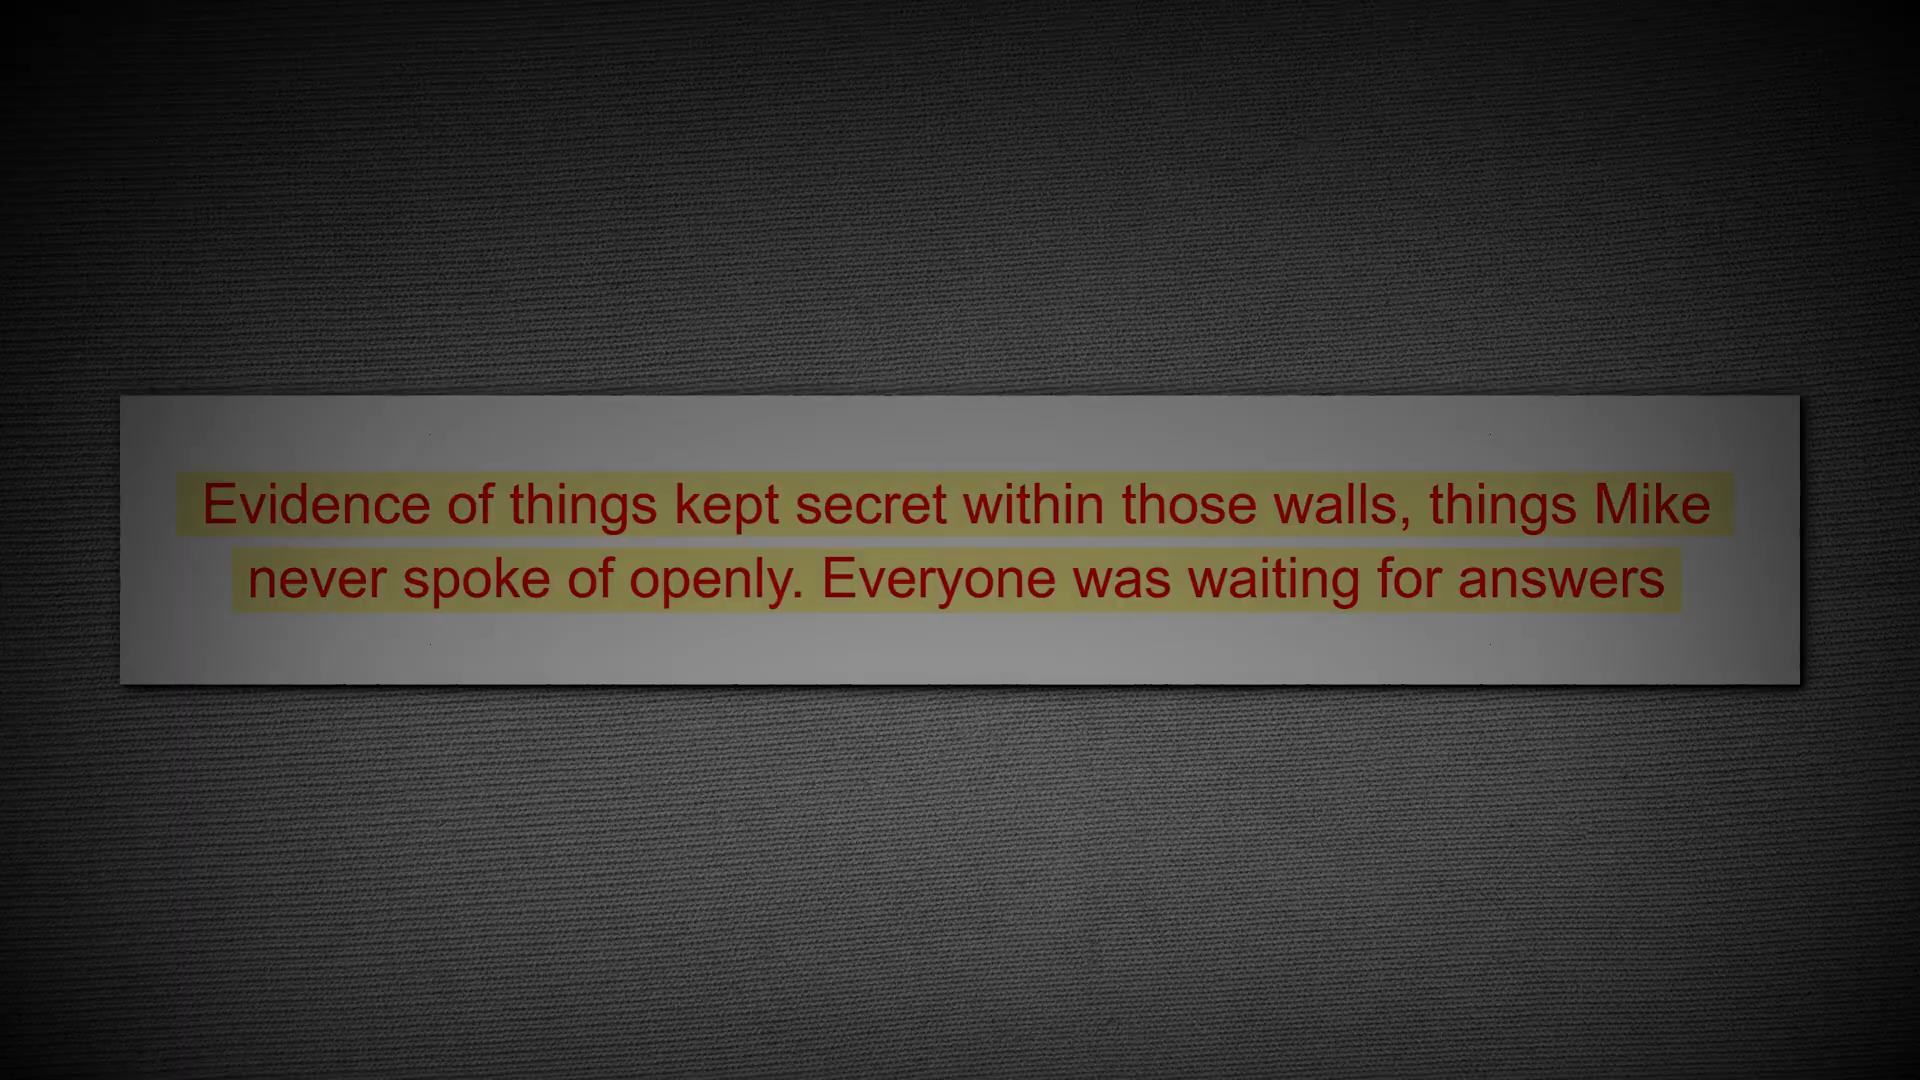 Evidence of things kept secret within those walls, things Mike
never spoke of openly. Everyone was waiting for answers